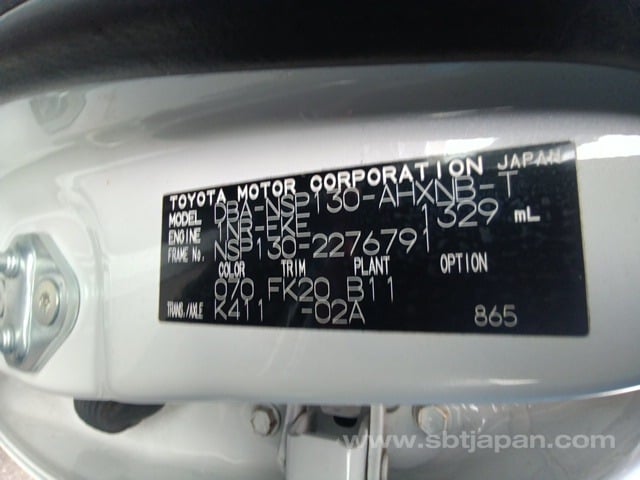 TOYOTA MOTOR CORPORATION JAPAN
MODEL DBA-NSP130-AHXNB-T
ENGINE 1NR-FKE 1329 mL
FRAME No. NSP130-2276791
COLOR TRIM PLANT OPTION
070 FK20 B11
TRANS./AXLE K411 -02A
865
www.sbtjapan.com